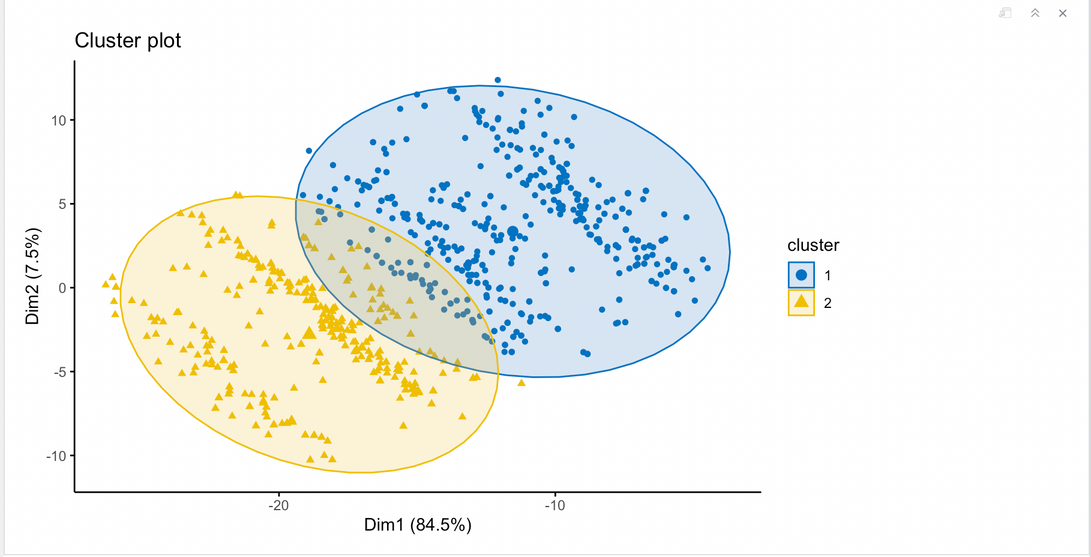 Cluster plot
10
5
0
-5
-10
Dim2 (7.5%)
-20
-10
Dim1 (84.5%)
cluster
1
2